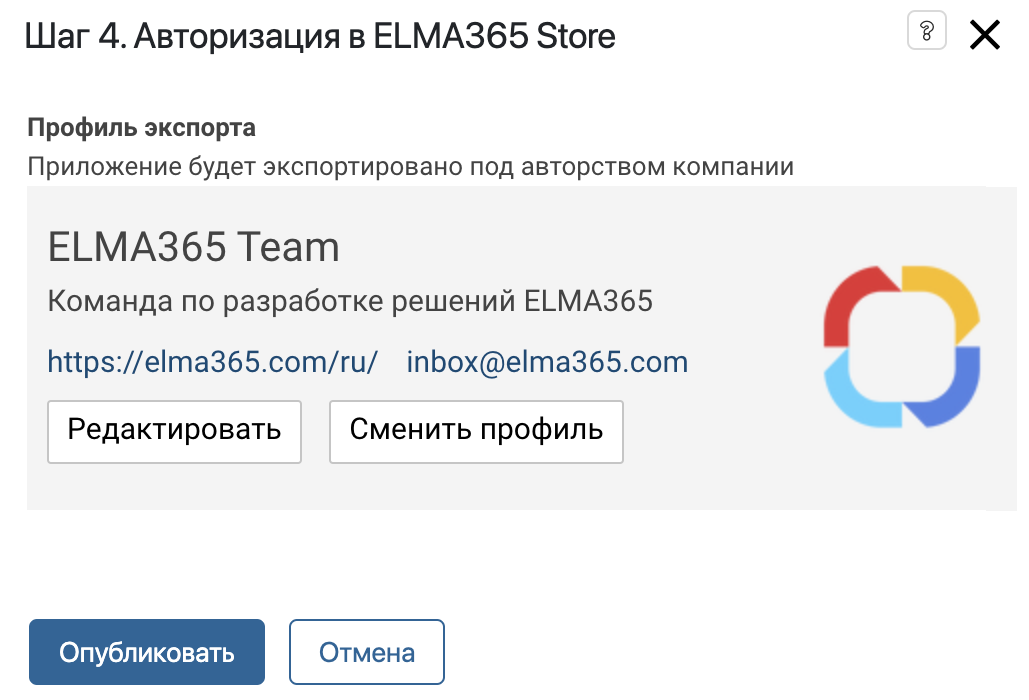 Шаг 4. Авторизация в ELMA365 Store
?
Профиль экспорта
Приложение будет экспортировано под авторством компании
ELMA365 Team
Команда по разработке решений ELMA365
https://elma365.com/ru/ inbox@elma365.com
Редактировать Сменить профиль
Опубликовать Отмена